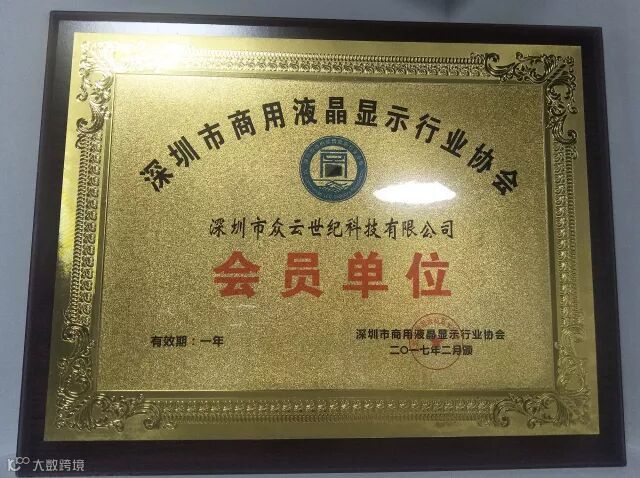 深圳市商用液晶显示行业协会
深圳市众云世纪科技有限公司
会员单位
有效期：一年
深圳市商用液晶显示行业协会
二〇一七年二月颁
大数跨境